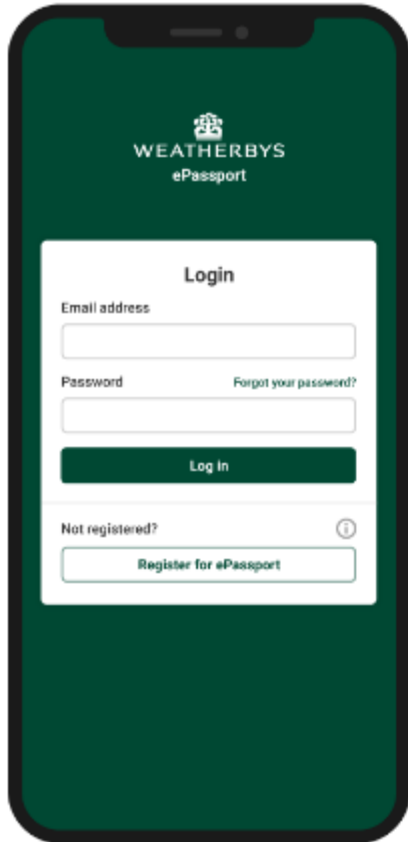 WEATHERBYS
ePassport
Login
Email address
Password Forgot your password?
Log in
Not registered?
Register for ePassport